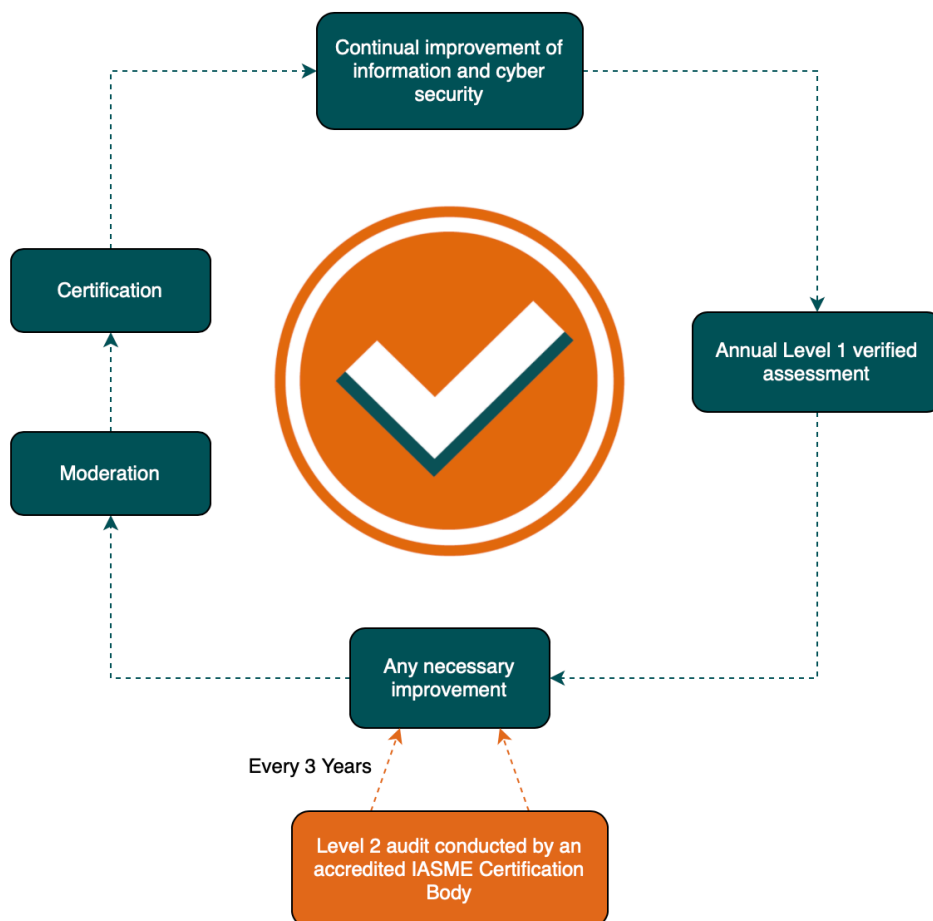 Continual improvement of
information and cyber
security
Certification
Annual Level 1 verified
assessment
Moderation
Any necessary
improvement
Every 3 Years
Level 2 audit conducted by an
accredited IASME Certification
Body